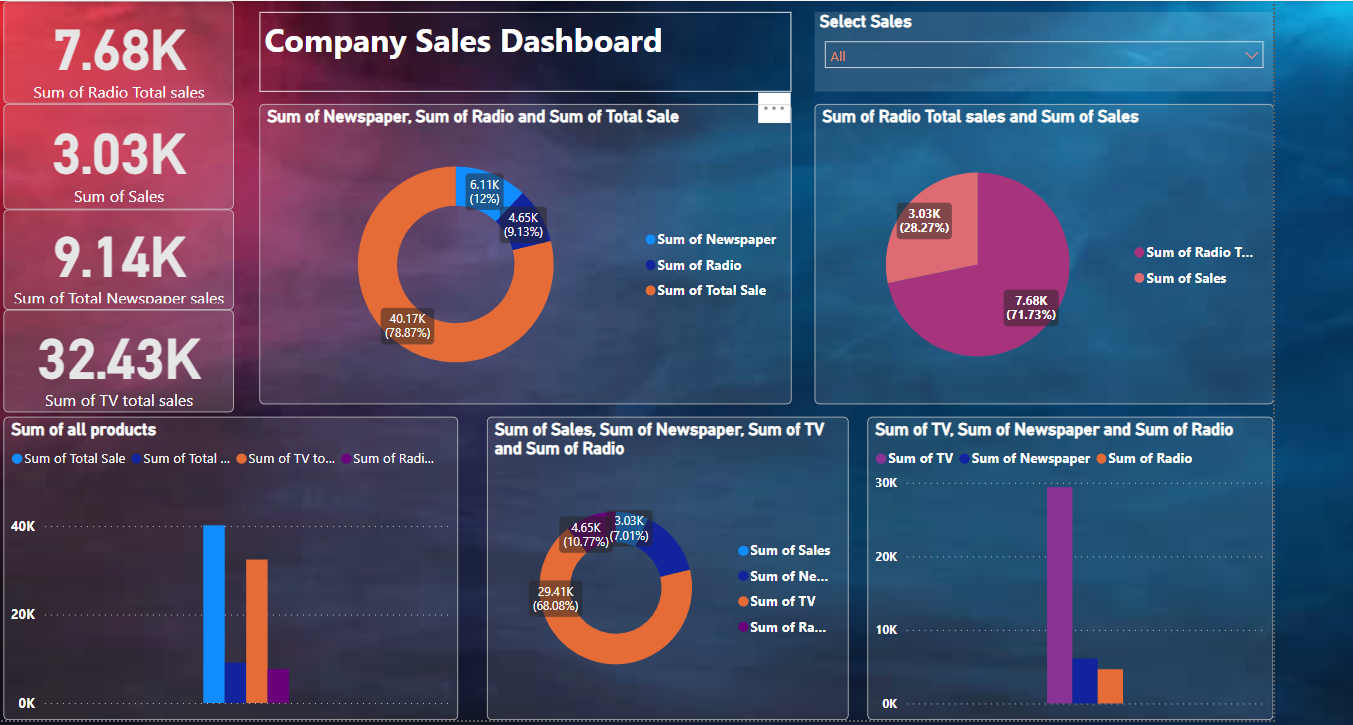 7.68K
Sum of Radio Total sales
3.03K
Sum of Sales
9.14K
Sum of Total Newspaper sales
32.43K
Sum of TV total sales
Company Sales Dashboard
Select Sales
All
Sum of Newspaper, Sum of Radio and Sum of Total Sale
6.11K
(12%)
4.65K
(9.13%)
40.17K
(78.87%)
Sum of Newspaper
Sum of Radio
Sum of Total Sale
Sum of Radio Total sales and Sum of Sales
3.03K
(28.27%)
7.68K
(71.73%)
Sum of Radio T...
Sum of Sales
Sum of all products
Sum of Total Sale Sum of Total ... Sum of TV to... Sum of Radi...
40K
20K
0K
Sum of Sales, Sum of Newspaper, Sum of TV
and Sum of Radio
3.03K
(7.01%)
4.65K
(10.77%)
29.41K
(68.08%)
Sum of Sales
Sum of Ne...
Sum of TV
Sum of Ra...
Sum of TV, Sum of Newspaper and Sum of Radio
Sum of TV Sum of Newspaper Sum of Radio
30K
20K
10K
0K